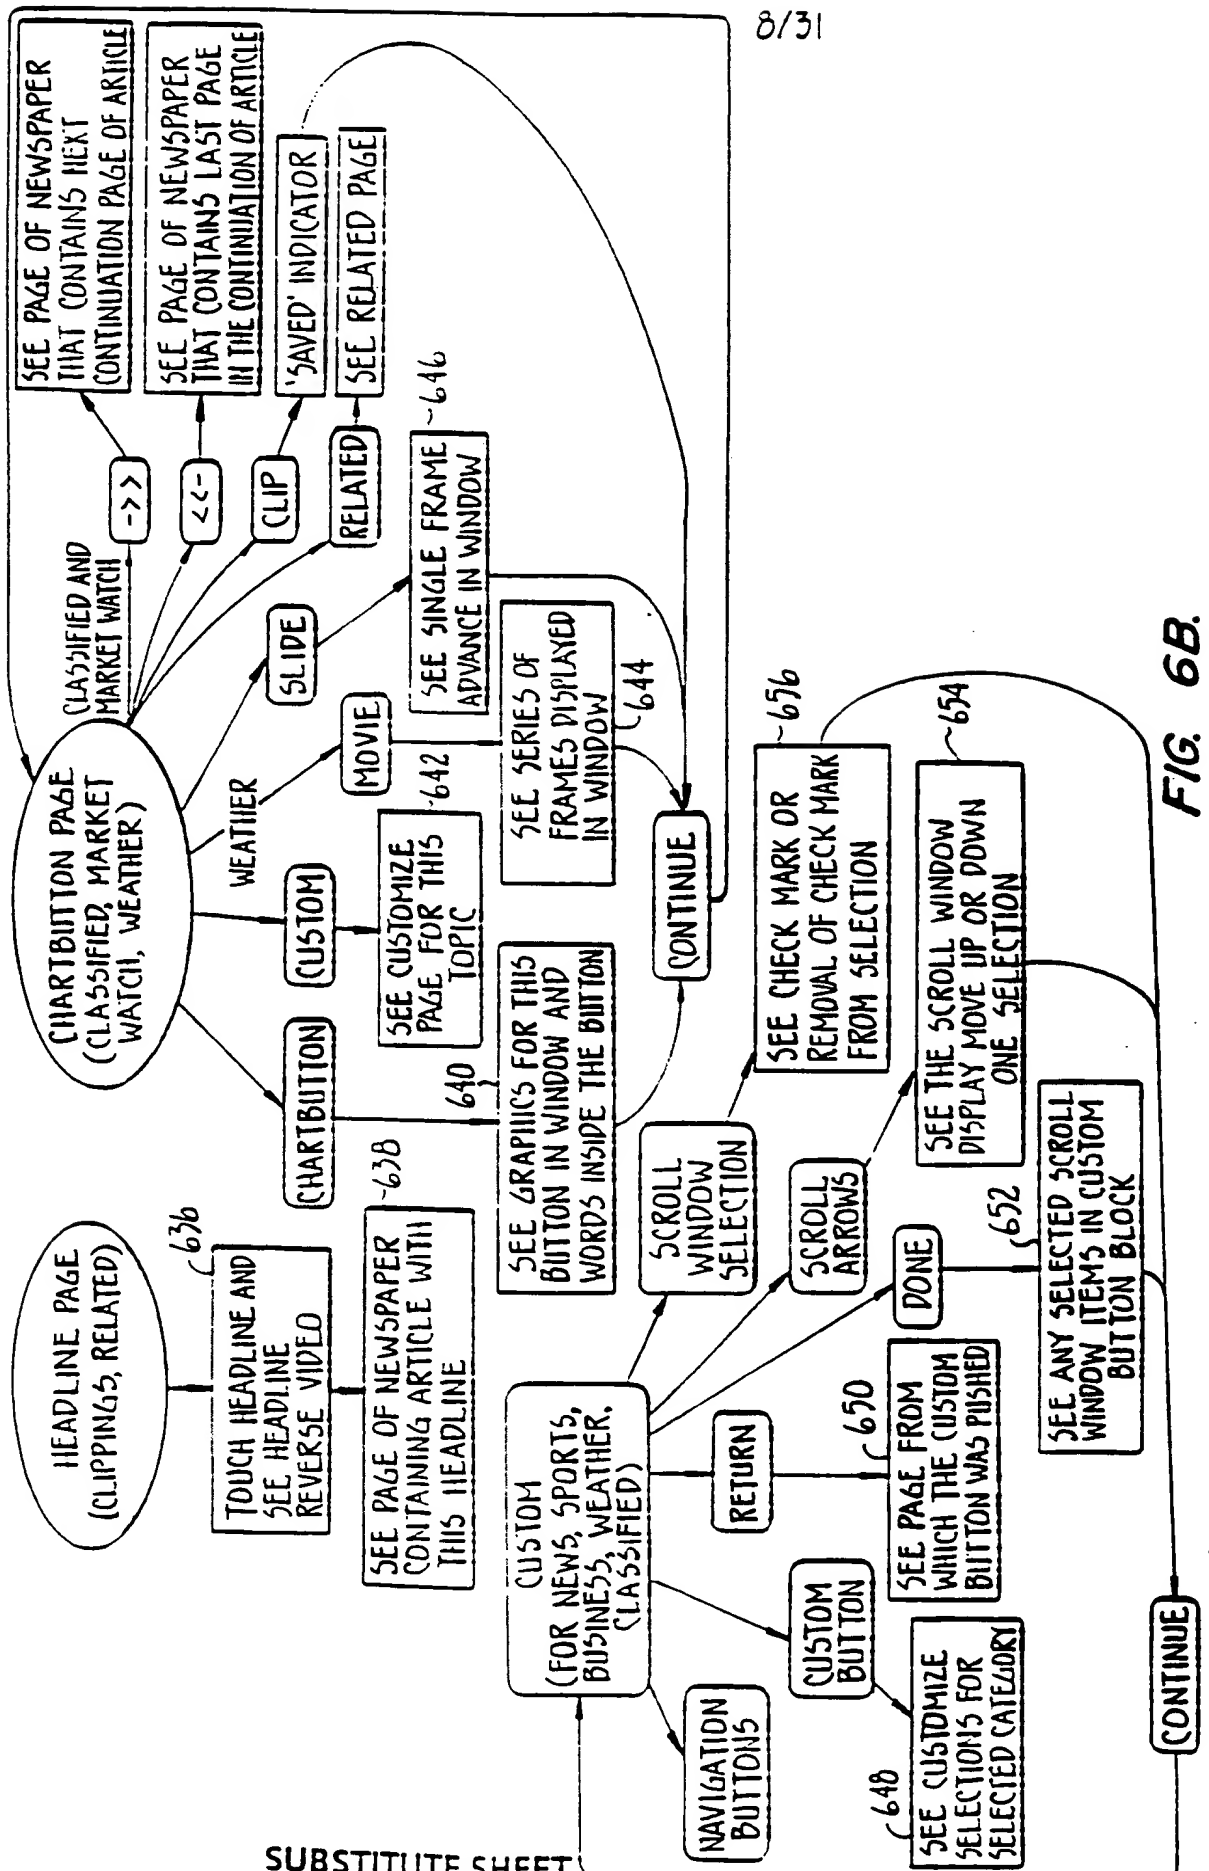 8/31
HEADLINE PAGE
(CLIPPINGS, RELATED)
636
TOUCH HEADLINE AND
SEE HEADLINE
REVERSE VIDEO
638
SEE PAGE OF NEWSPAPER
CONTAINING ARTICLE WITH
THIS HEADLINE
CHARTBUTTON PAGE
(CLASSIFIED, MARKET
WATCH, WEATHER)
CHARTBUTTON
640
SEE GRAPHICS FOR THIS
BUTTON IN WINDOW AND
WORDS INSIDE THE BUTTON
CUSTOM
642
SEE CUSTOMIZE
PAGE FOR THIS
TOPIC
WEATHER
MOVIE
SEE SERIES OF
FRAMES DISPLAYED
IN WINDOW
644
SLIDE
646
SEE SINGLE FRAME
ADVANCE IN WINDOW
CLASSIFIED AND
MARKET WATCH
->>
<<-
CLIP
RELATED
SEE PAGE OF NEWSPAPER
THAT CONTAINS NEXT
CONTINUATION PAGE OF ARTICLE
SEE PAGE OF NEWSPAPER
THAT CONTAINS LAST PAGE
IN THE CONTINUATION OF ARTICLE
'SAVED' INDICATOR
SEE RELATED PAGE
CONTINUE
CUSTOM
(FOR NEWS, SPORTS,
BUSINESS, WEATHER,
CLASSIFIED)
NAVIGATION
BUTTONS
CUSTOM
BUTTON
648
SEE CUSTOMIZE
SELECTIONS FOR
SELECTED CATEGORY
RETURN
650
SEE PAGE FROM
WHICH THE CUSTOM
BUTTON WAS PUSHED
DONE
652
SEE ANY SELECTED SCROLL
WINDOW ITEMS IN CUSTOM
BUTTON BLOCK
SCROLL
ARROWS
654
SEE THE SCROLL WINDOW
DISPLAY MOVE UP OR DOWN
ONE SELECTION
SCROLL
WINDOW
SELECTION
656
SEE CHECK MARK OR
REMOVAL OF CHECK MARK
FROM SELECTION
CONTINUE
FIG. 6B.
SUBSTITUTE SHEET